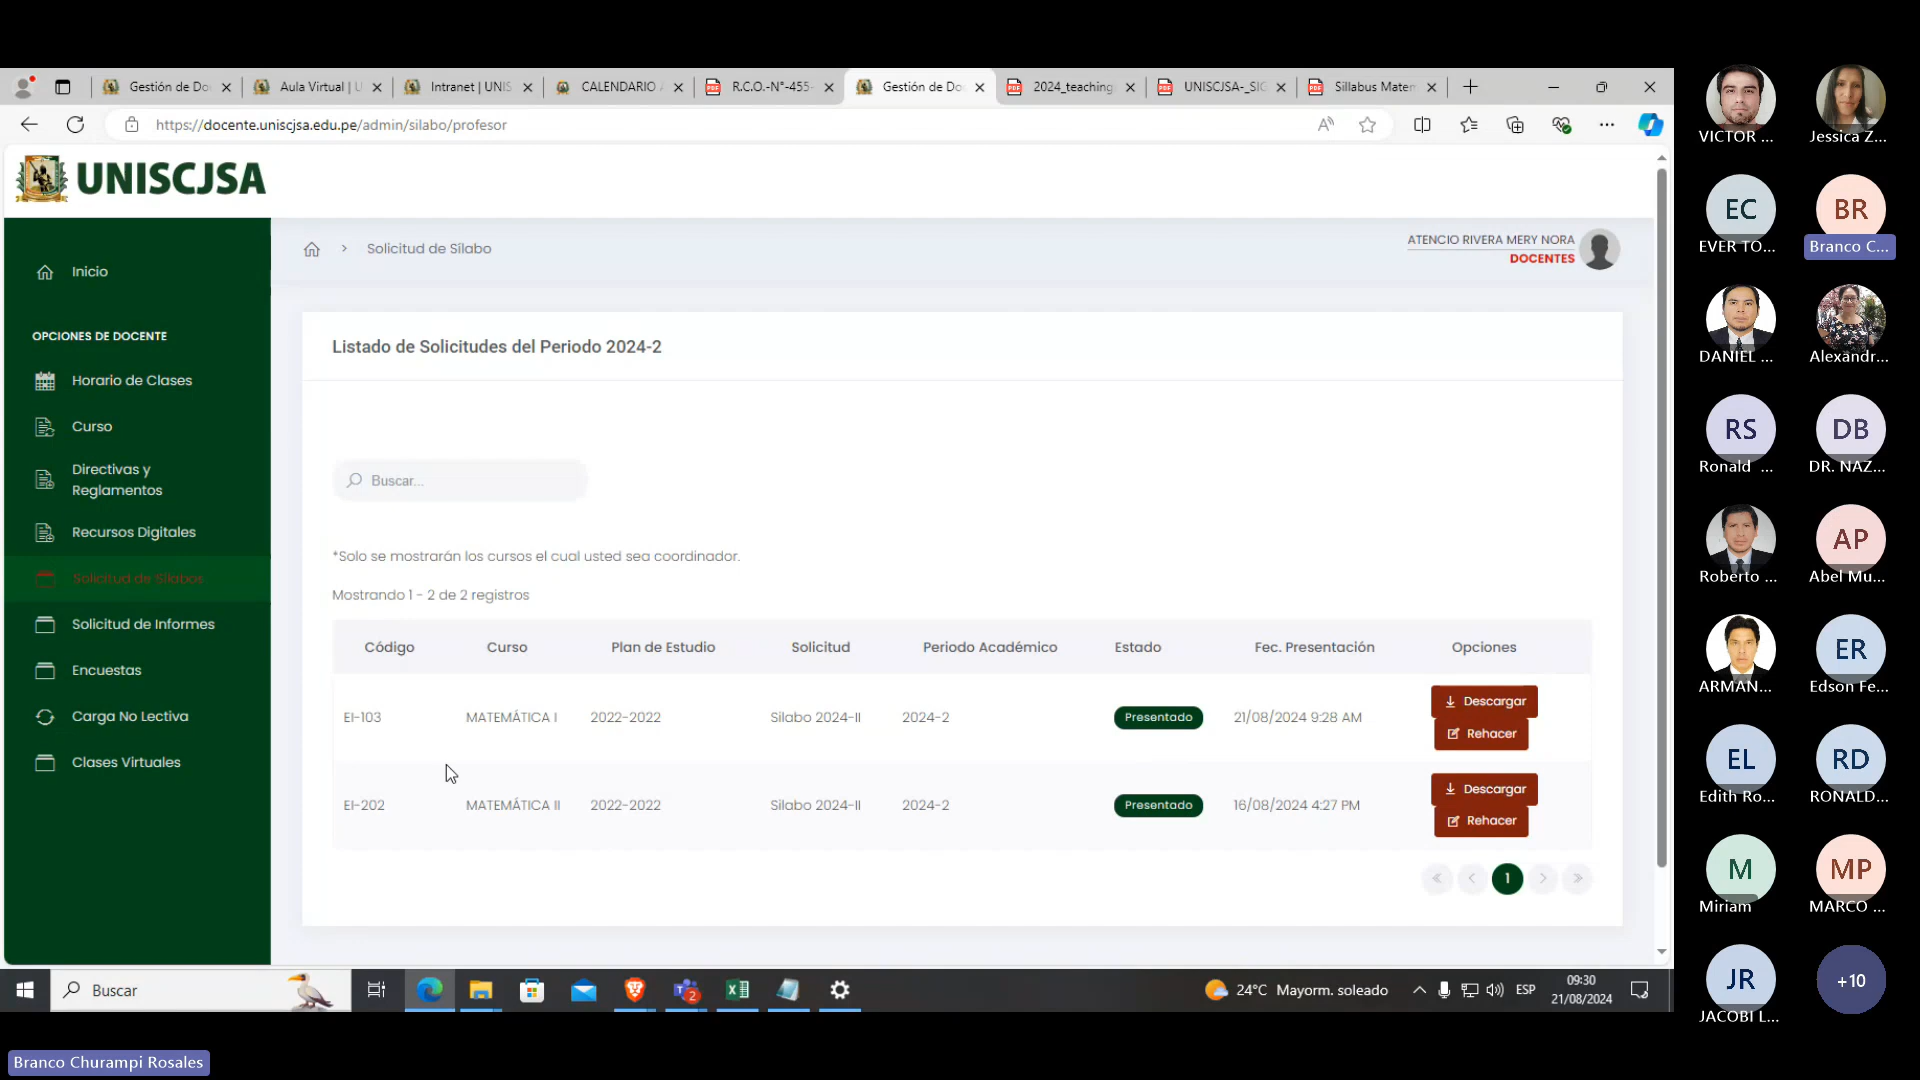 Gestión de Do
Aula Virtual | U
Intranet | UNIS
CALENDARIO A
R.C.O.-N°-455-
Gestión de Do
2024_teaching
UNISCJSA-_SIG
Sillabus Matem
https://docente.uniscjsa.edu.pe/admin/silabo/profesor
UNISCJSA
Inicio
OPCIONES DE DOCENTE
Horario de Clases
Curso
Directivas y
Reglamentos
Recursos Digitales
Solicitud de Sílabos
Solicitud de Informes
Encuestas
Carga No Lectiva
Clases Virtuales
Solicitud de Sílabo
ATENCIO RIVERA MERY NORA
DOCENTES
Listado de Solicitudes del Periodo 2024-2
Buscar...
*Solo se mostrarán los cursos el cual usted sea coordinador.
Mostrando 1 - 2 de 2 registros
Código Curso Plan de Estudio Solicitud Periodo Académico Estado Fec. Presentación Opciones
EI-103 MATEMÁTICA I 2022-2022 Silabo 2024-II 2024-2 Presentado 21/08/2024 9:28 AM Descargar
Rehacer
EI-202 MATEMÁTICA II 2022-2022 Silabo 2024-II 2024-2 Presentado 16/08/2024 4:27 PM Descargar
Rehacer
« ‹ 1 › »
Buscar
2
24°C Mayorm. soleado
ESP
09:30
21/08/2024
VICTOR ...
Jessica Z...
EC
EVER TO...
BR
Branco C...
DANIEL ...
Alexandr...
RS
Ronald ...
DB
DR. NAZ...
Roberto ...
AP
Abel Mu...
ARMAN...
ER
Edson Fe...
EL
Edith Ro...
RD
RONALD...
M
Miriam
MP
MARCO ...
JR
JACOBI L...
+10
Branco Churampi Rosales